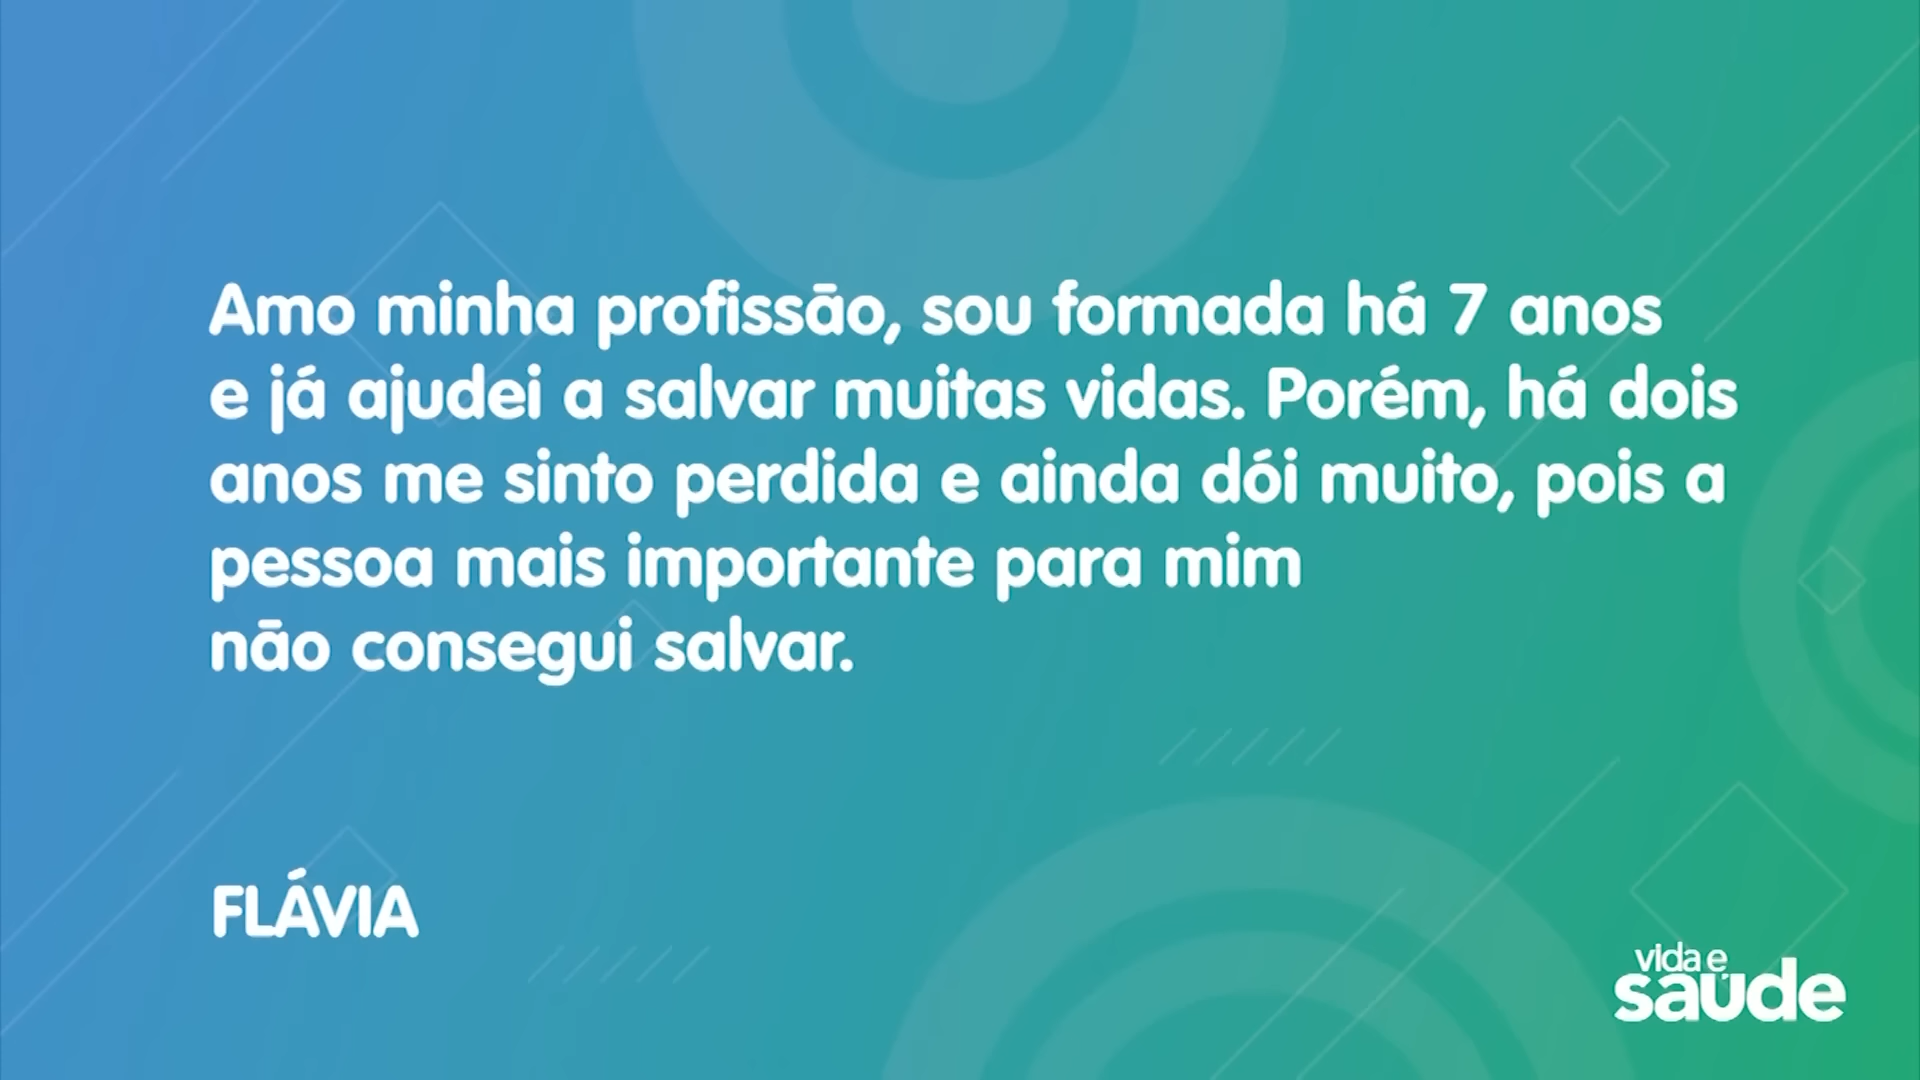 Amo minha profissão, sou formada há 7 anos
e já ajudei a salvar muitas vidas. Porém, há dois
anos me sinto perdida e ainda dói muito, pois a
pessoa mais importante para mim
não consegui salvar.
FLÁVIA
vida e
saúde